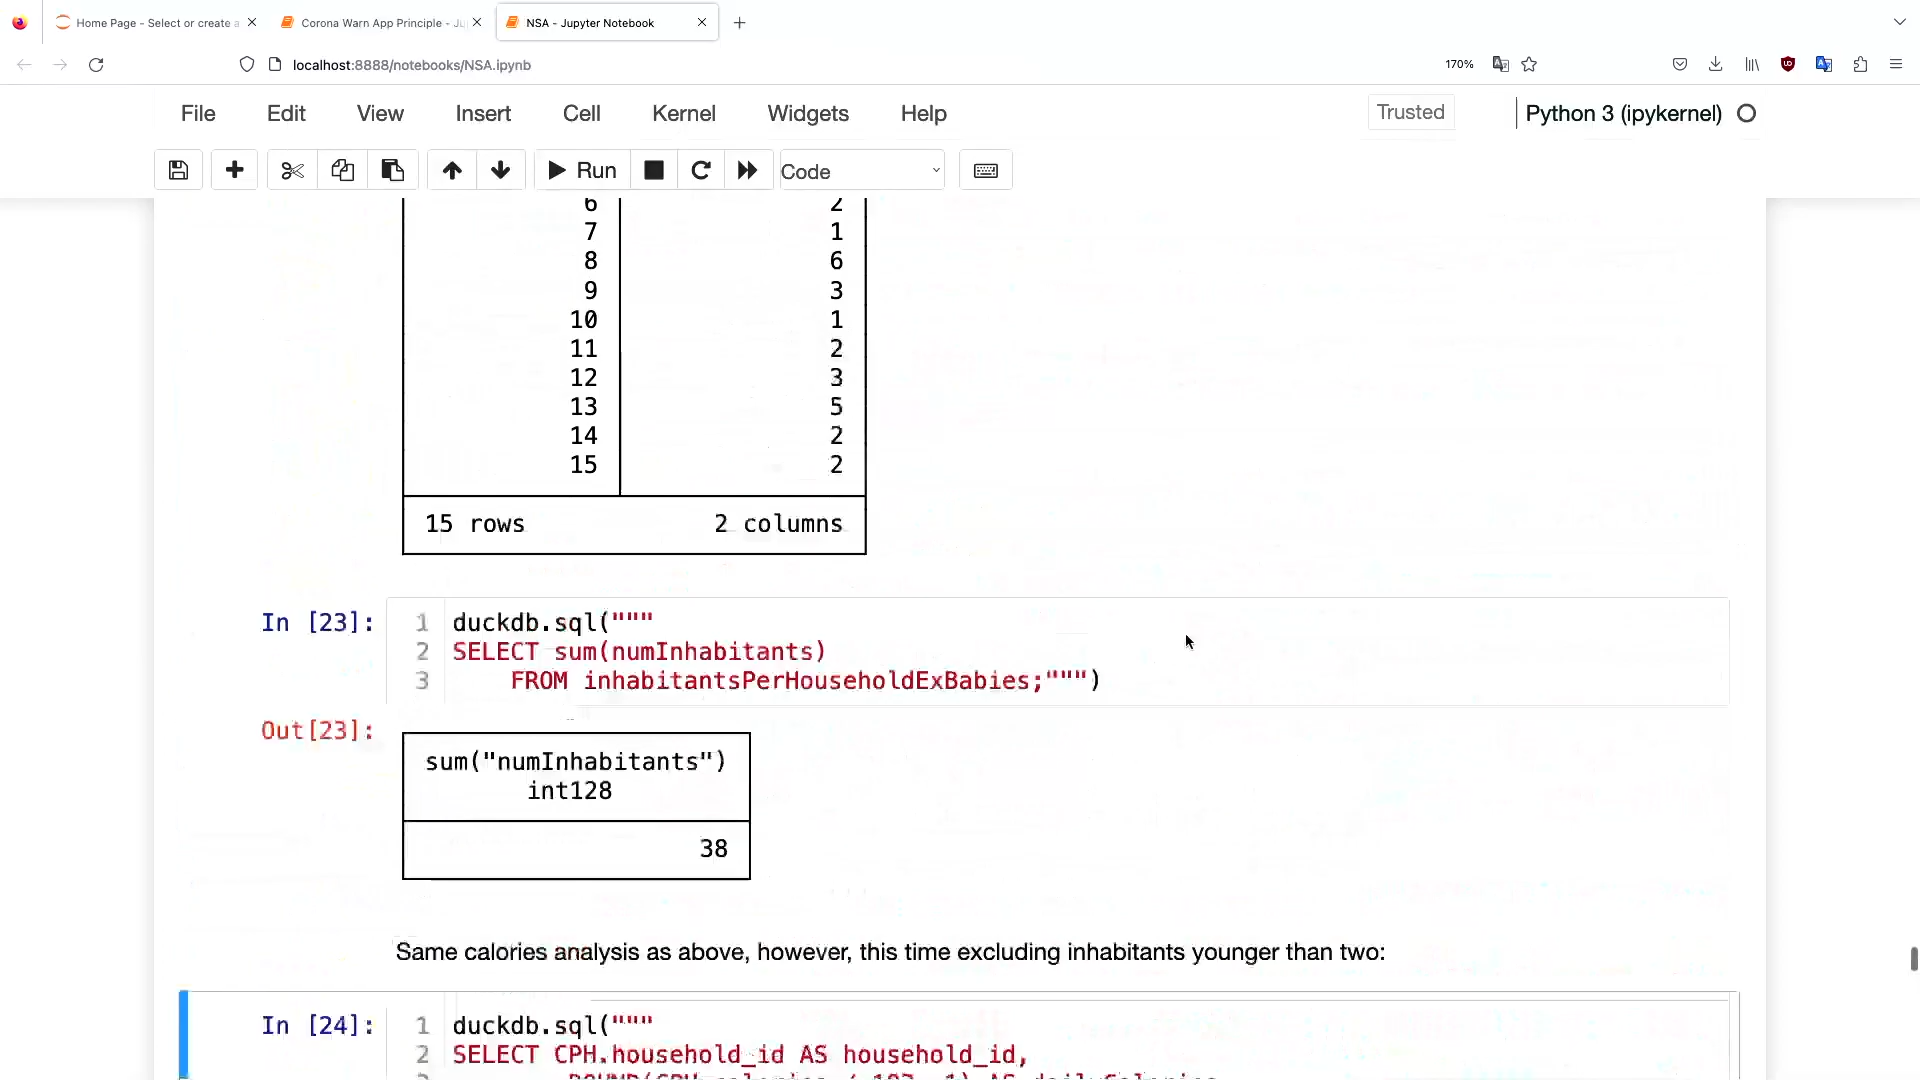 Home Page - Select or create a
Corona Warn App Principle - Ju
NSA - Jupyter Notebook
localhost:8888/notebooks/NSA.ipynb
170%
File Edit View Insert Cell Kernel Widgets Help
Trusted
Python 3 (ipykernel)
Run
Code
6 2
7 1
8 6
9 3
10 1
11 2
12 3
13 5
14 2
15 2
15 rows 2 columns
In [23]:
1 duckdb.sql("""
2 SELECT sum(numInhabitants)
3 FROM inhabitantsPerHouseholdExBabies;""")
Out[23]:
sum("numInhabitants")
int128
38
Same calories analysis as above, however, this time excluding inhabitants younger than two:
In [24]:
1 duckdb.sql("""
2 SELECT CPH.household_id AS household_id,